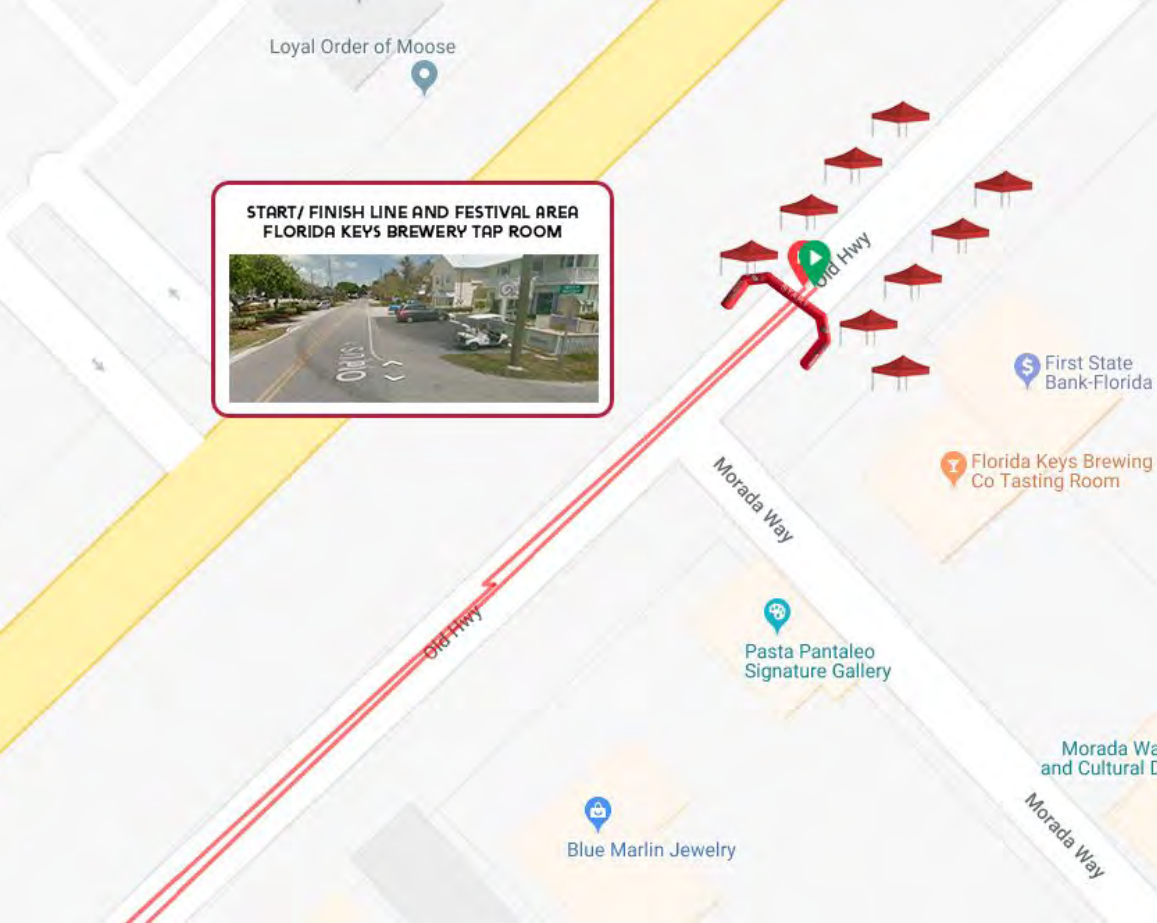 Loyal Order of Moose
START/ FINISH LINE AND FESTIVAL AREA
FLORIDA KEYS BREWERY TAP ROOM
Old US
Old Hwy
First State
Bank-Florida
Florida Keys Brewing
Co Tasting Room
Morada Way
Old Hwy
Pasta Pantaleo
Signature Gallery
Morada Wa
and Cultural D
Morada Way
Blue Marlin Jewelry